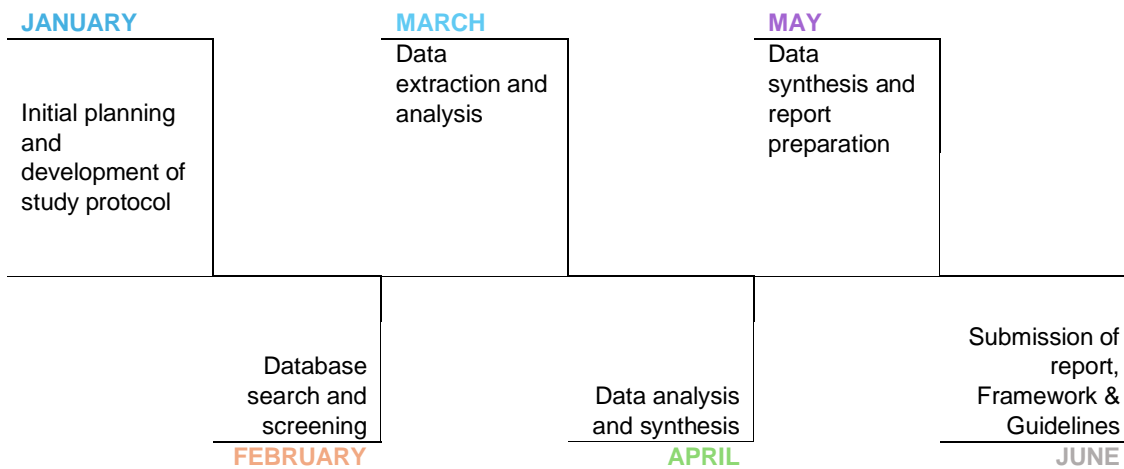 JANUARY
Initial planning
and
development of
study protocol
MARCH
Data
extraction and
analysis
MAY
Data
synthesis and
report
preparation
Database
search and
screening
FEBRUARY
Data analysis
and synthesis
APRIL
Submission of
report,
Framework &
Guidelines
JUNE